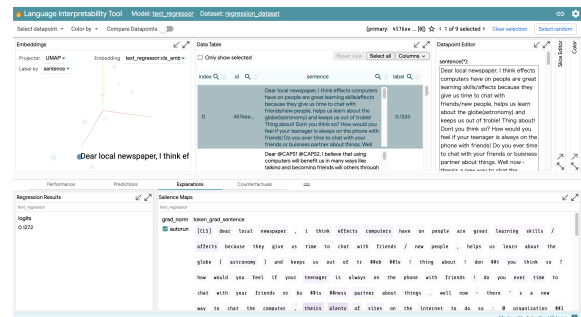 Language Interpretability Tool Model: text_regressor Dataset: regression_dataset
Select datapoint Color by Compare Datapoints
(primary: 4576ee... [0]) < 1 of 9 selected > Clear selection Select random
Embeddings
Projector UMAP Embedding text_regressor:cls_emb
Label by sentence
Dear local newspaper, I think ef
Data Table
Only show selected
Reset view Select all Columns
index id sentence label
0 4576ee...
Dear local newspaper, I think effects computers
have on people are great learning skills/affects
because they give us time to chat with
friends/new people, helps us learn about the
globe(astronomy) and keeps us out of troble!
Thing about! Dont you think so? How would you
feel if your teenager is always on the phone with
friends! Do you ever time to chat with your
friends or buisness partner about things. Well
0.1333
Dear @CAPS1 @CAPS2, I believe that using
computers will benefit us in many ways like
talking and becoming friends will others through
Datapoint Editor
sentence(*):
Dear local newspaper, I think effects
computers have on people are great
learning skills/affects because they
give us time to chat with
friends/new people, helps us learn
about the globe(astronomy) and
keeps us out of troble! Thing about!
Dont you think so? How would you
feel if your teenager is always on the
phone with friends! Do you ever time
to chat with your friends or buisness
partner about things. Well now -
there's a new way to chat the
Slice Editor
Color
Performance Predictions Explanations Counterfactuals
Regression Results
text_regressor
logits
0.1272
Salience Maps
text_regressor
grad_norm token_grad_sentence
autorun
[CLS] dear local newspaper , i think effects computers have on people are great learning skills /
affects because they give us time to chat with friends / new people , helps us learn about the
globe ( astronomy ) and keeps us out of tr ##ob ##le ! thing about ! don ##t you think so ?
how would you feel if your teenager is always on the phone with friends ! do you ever time to
chat with your friends or bu ##is ##ness partner about things . well now - there ' s a new
way to chat the computer , theirs plenty of sites on the internet to do so : @ organization ##1